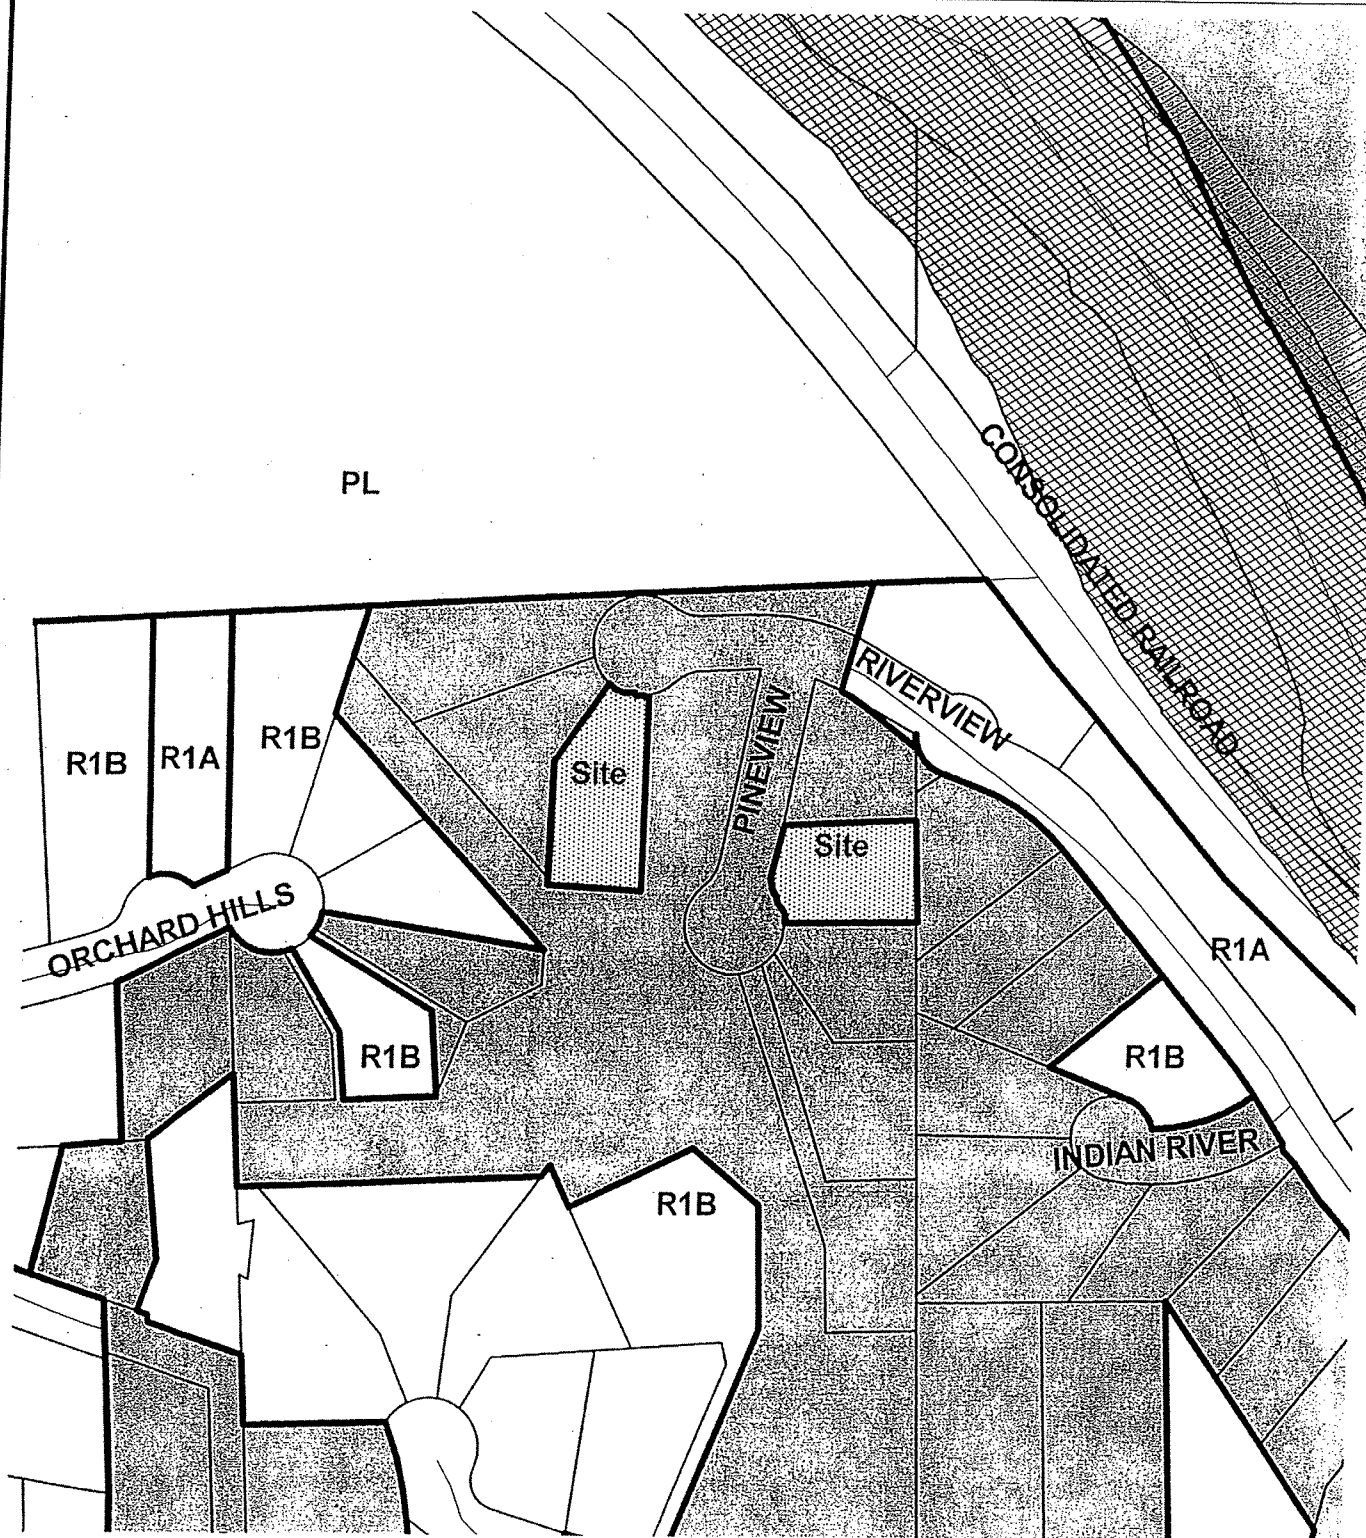 PL
CONSOLIDATED RAILROAD
RIVERVIEW
R1B
R1A
R1B
PINEVIEW
Site
Site
ORCHARD HILLS
R1A
R1B
R1B
INDIAN RIVER
R1B